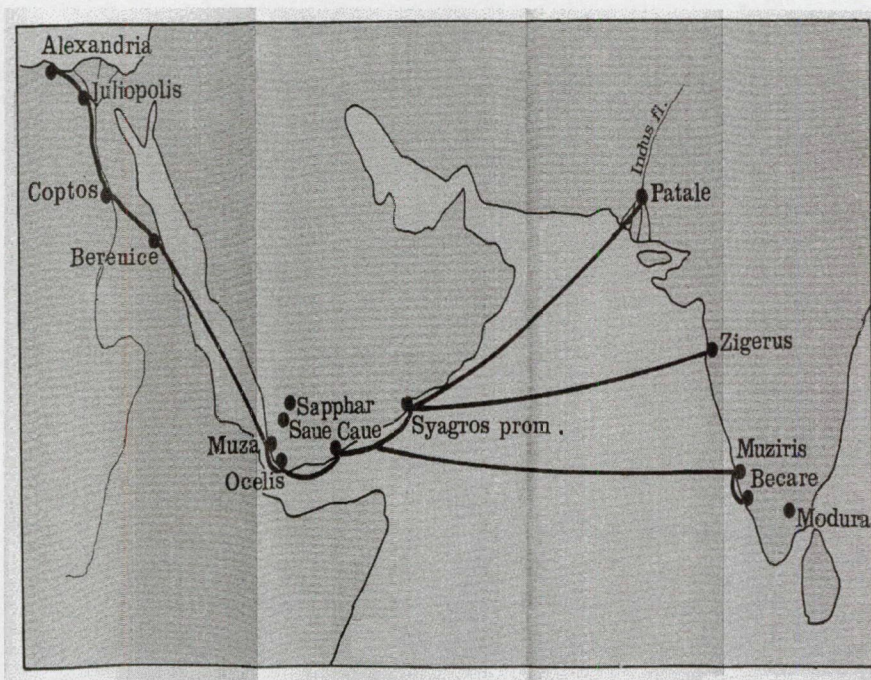 Alexandria
Juliopolis
Indus fl.
Coptos
Patale
Berenice
Zigerus
Sapphar
Saue Caue
Syagros prom.
Muza
Ocelis
Muziris
Becare
Modura